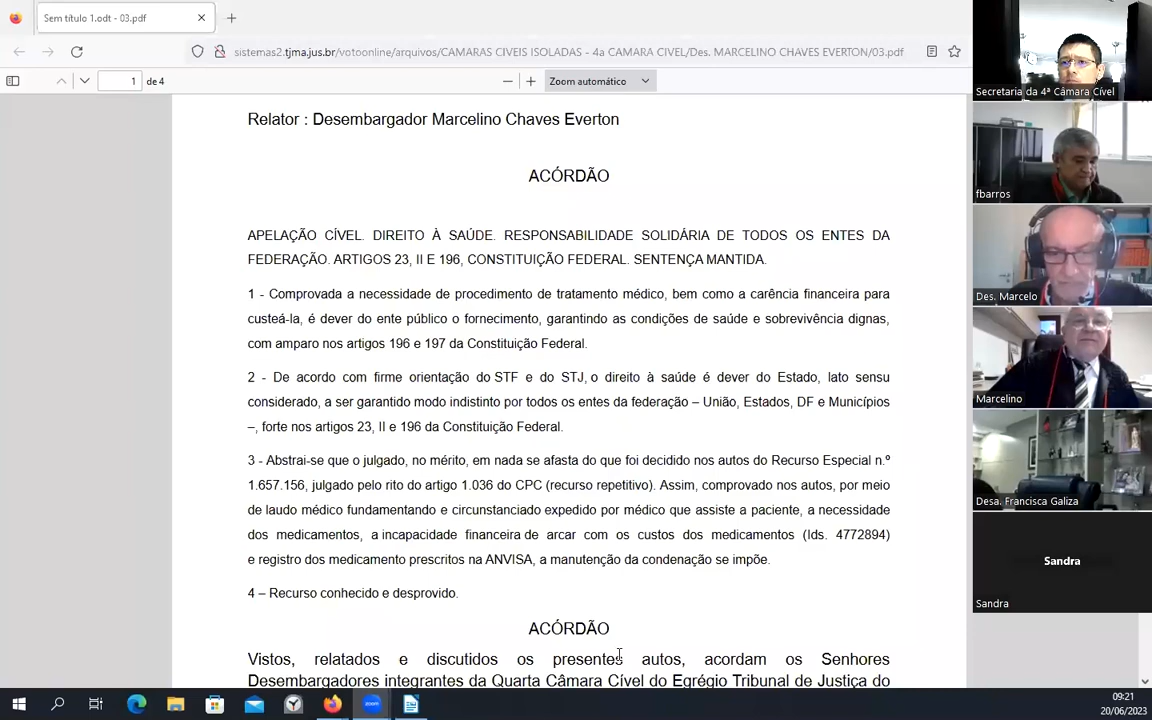 Sem título 1.odt - 03.pdf
sistemas2.tjma.jus.br/votoonline/arquivos/CAMARAS CIVEIS ISOLADAS - 4a CAMARA CIVEL/Des. MARCELINO CHAVES EVERTON/03.pdf
1 de 4
Zoom automático
Relator : Desembargador Marcelino Chaves Everton
ACÓRDÃO
APELAÇÃO CÍVEL. DIREITO À SAÚDE. RESPONSABILIDADE SOLIDÁRIA DE TODOS OS ENTES DA
FEDERAÇÃO. ARTIGOS 23, II E 196, CONSTITUIÇÃO FEDERAL. SENTENÇA MANTIDA.
1 - Comprovada a necessidade de procedimento de tratamento médico, bem como a carência financeira para
custeá-la, é dever do ente público o fornecimento, garantindo as condições de saúde e sobrevivência dignas,
com amparo nos artigos 196 e 197 da Constituição Federal.
2 - De acordo com firme orientação do STF e do STJ, o direito à saúde é dever do Estado, lato sensu
considerado, a ser garantido modo indistinto por todos os entes da federação – União, Estados, DF e Municípios
–, forte nos artigos 23, II e 196 da Constituição Federal.
3 - Abstrai-se que o julgado, no mérito, em nada se afasta do que foi decidido nos autos do Recurso Especial n.º
1.657.156, julgado pelo rito do artigo 1.036 do CPC (recurso repetitivo). Assim, comprovado nos autos, por meio
de laudo médico fundamentando e circunstanciado expedido por médico que assiste a paciente, a necessidade
dos medicamentos, a incapacidade financeira de arcar com os custos dos medicamentos (Ids. 4772894)
e registro dos medicamento prescritos na ANVISA, a manutenção da condenação se impõe.
4 – Recurso conhecido e desprovido.
ACÓRDÃO
Vistos, relatados e discutidos os presentes autos, acordam os Senhores
Desembargadores integrantes da Quarta Câmara Cível do Egrégio Tribunal de Justiça do
Secretaria da 4ª Câmara Cível
fbarros
Des. Marcelo
Marcelino
Desa. Francisca Galiza
Sandra
Sandra
zoom
09:21
20/06/2023